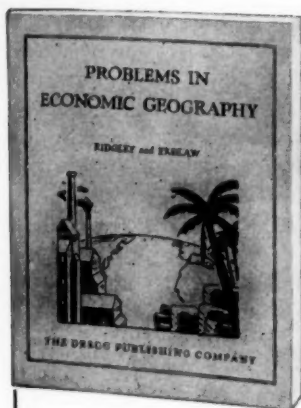 PROBLEMS IN
ECONOMIC GEOGRAPHY
RIDGLEY and EKBLAW
THE GREGG PUBLISHING COMPANY